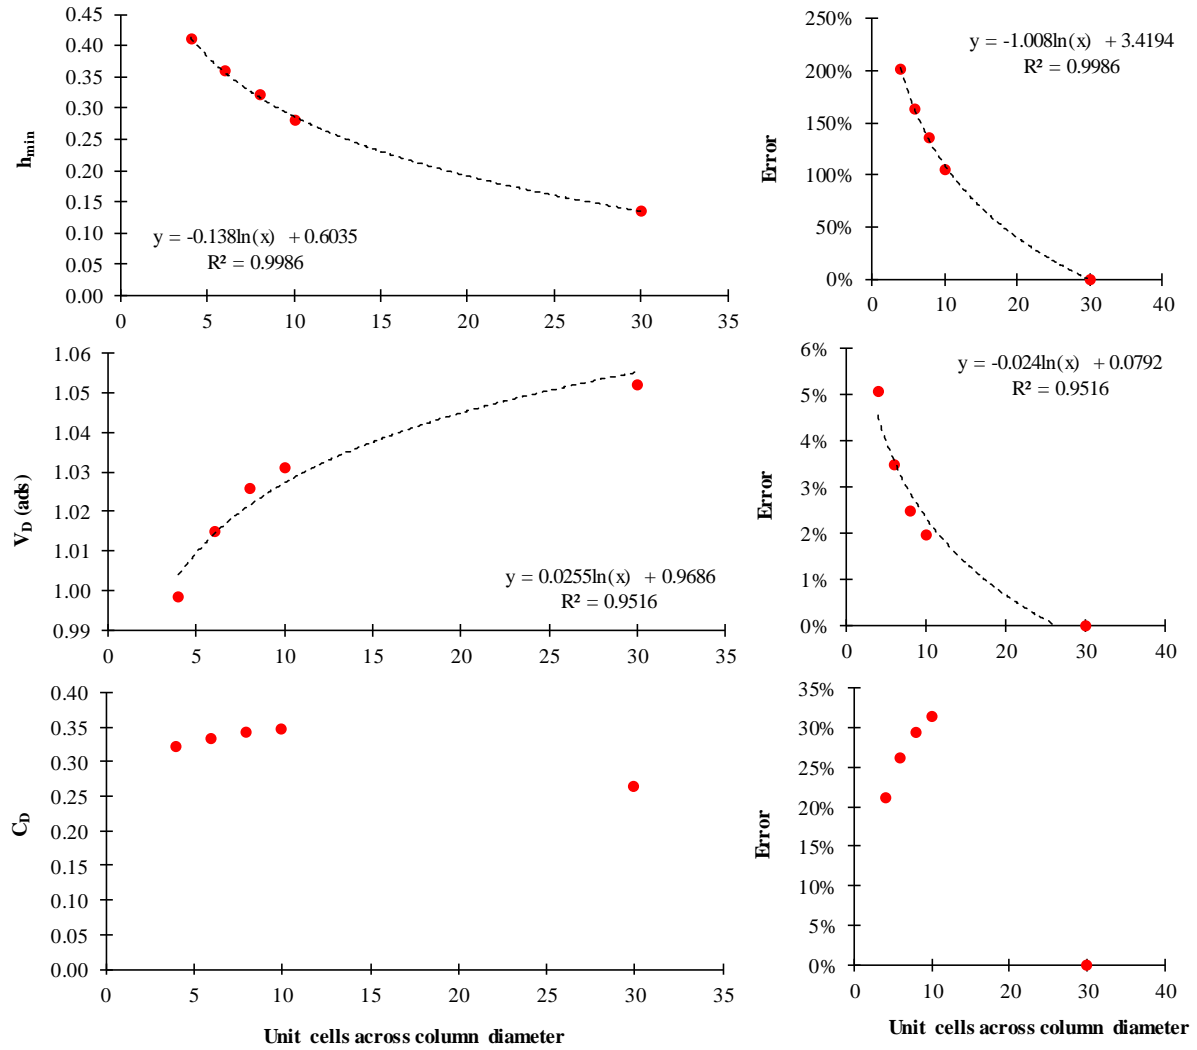 0.45
0.40
0.35
0.30
0.25
0.20
0.15
0.10
0.05
0.00
h_min
y = -0.138ln(x) + 0.6035
R² = 0.9986
0 5 10 15 20 25 30 35
250%
200%
150%
100%
50%
0%
Error
y = -1.008ln(x) + 3.4194
R² = 0.9986
0 10 20 30 40
1.06
1.05
1.04
1.03
1.02
1.01
1.00
0.99
V_D (ads)
y = 0.0255ln(x) + 0.9686
R² = 0.9516
0 5 10 15 20 25 30 35
6%
5%
4%
3%
2%
1%
0%
Error
y = -0.024ln(x) + 0.0792
R² = 0.9516
0 10 20 30 40
0.40
0.35
0.30
0.25
0.20
0.15
0.10
0.05
0.00
C_D
0 5 10 15 20 25 30 35
Unit cells across column diameter
35%
30%
25%
20%
15%
10%
5%
0%
Error
0 10 20 30 40
Unit cells across column diameter